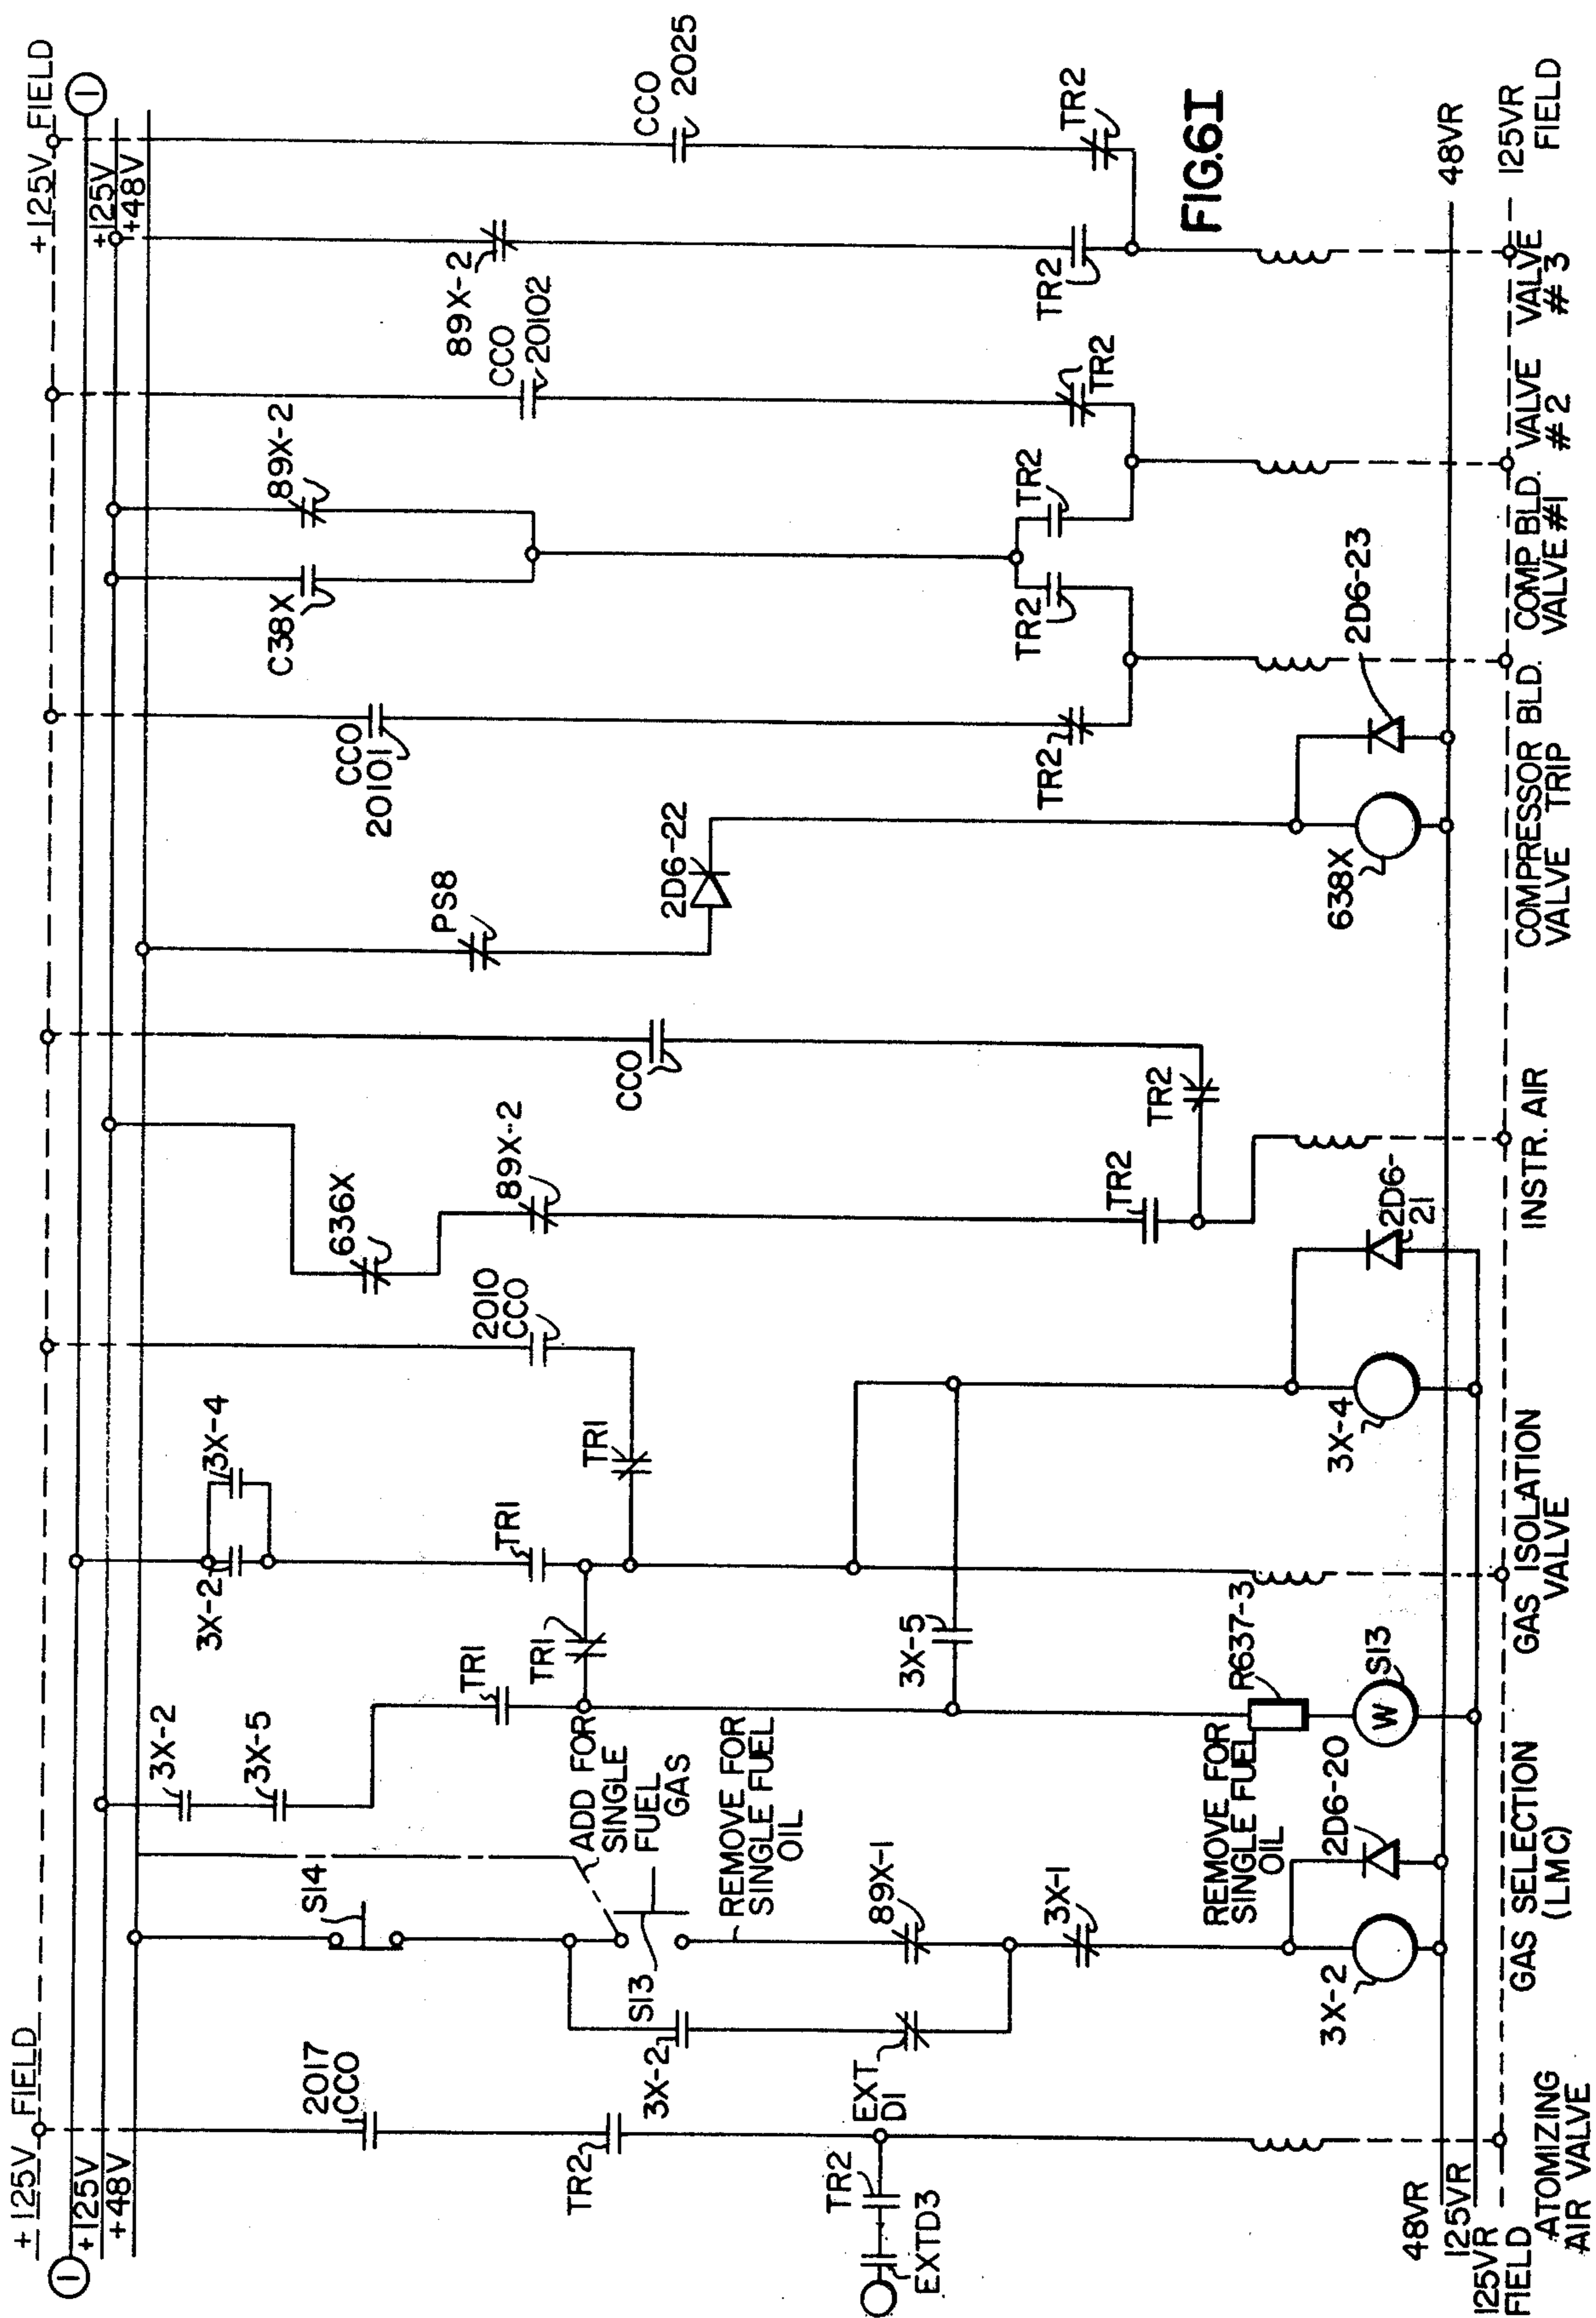 +125V FIELD
+125V FIELD
1
1
+125V
+48V
+125V
+48V
2017
CCO
TR2
TR2
EXTD3
EXT
D1
3X-2
S14
S13
ADD FOR
SINGLE
FUEL
GAS
REMOVE FOR
SINGLE FUEL
OIL
89X-1
3X-1
3X-2
2D6-20
3X-2
3X-5
TR1
TR1
3X-5
REMOVE FOR
SINGLE FUEL
OIL
R637-3
W
S13
3X-2
3X-4
TR1
TR1
2010
CCO
3X-4
2D6-
21
636X
89X-2
TR2
TR2
CCO
PS8
2D6-22
638X
2D6-23
CCO
20101
TR2
C38X
89X-2
TR2
TR2
CCO
20102
TR2
89X-2
TR2
CCO
2025
TR2
FIG.6I
48VR
125VR
FIELD
48VR
125VR
125VR
FIELD
ATOMIZING
AIR VALVE
GAS SELECTION
(LMC)
GAS ISOLATION
VALVE
INSTR. AIR
COMPRESSOR BLD.
VALVE TRIP
COMP BLD.
VALVE #1
VALVE
#2
VALVE
#3